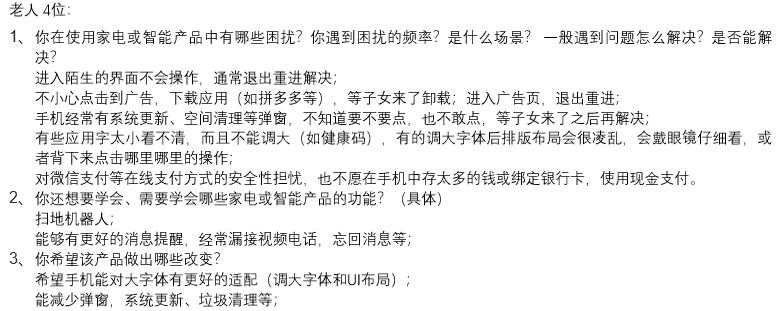 老人 4位：
1、你在使用家电或智能产品中有哪些困扰？你遇到困扰的频率？是什么场景？ 一般遇到问题怎么解决？是否能解
决？
进入陌生的界面不会操作，通常退出重进解决；
不小心点击到广告，下载应用（如拼多多等），等子女来了卸载；进入广告页，退出重进；
手机经常有系统更新、空间清理等弹窗，不知道要不要点，也不敢点，等子女来了之后再解决；
有些应用字太小看不清，而且不能调大（如健康码），有的调大字体后排版布局会很凌乱，会戴眼镜仔细看，或
者背下来点击哪里哪里的操作；
对微信支付等在线支付方式的安全性担忧，也不愿在手机中存太多的钱或绑定银行卡，使用现金支付。
2、你还想要学会、需要学会哪些家电或智能产品的功能？（具体）
扫地机器人；
能够有更好的消息提醒，经常漏接视频电话，忘回消息等；
3、你希望该产品做出哪些改变？
希望手机能对大字体有更好的适配（调大字体和UI布局）；
能减少弹窗，系统更新、垃圾清理等；